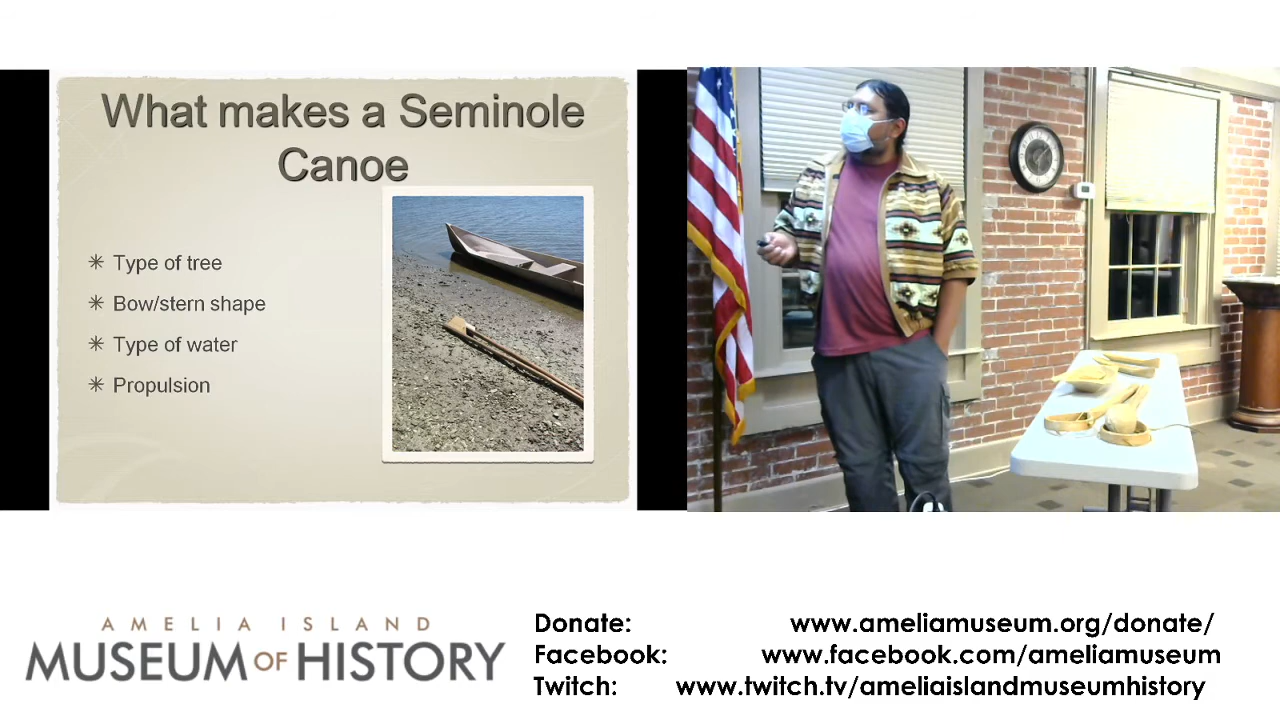 What makes a Seminole
Canoe
Type of tree
Bow/stern shape
Type of water
Propulsion
AMELIA ISLAND
MUSEUM OF HISTORY
Donate: www.ameliamuseum.org/donate/
Facebook: www.facebook.com/ameliamuseum
Twitch: www.twitch.tv/ameliaislandmuseumhistory